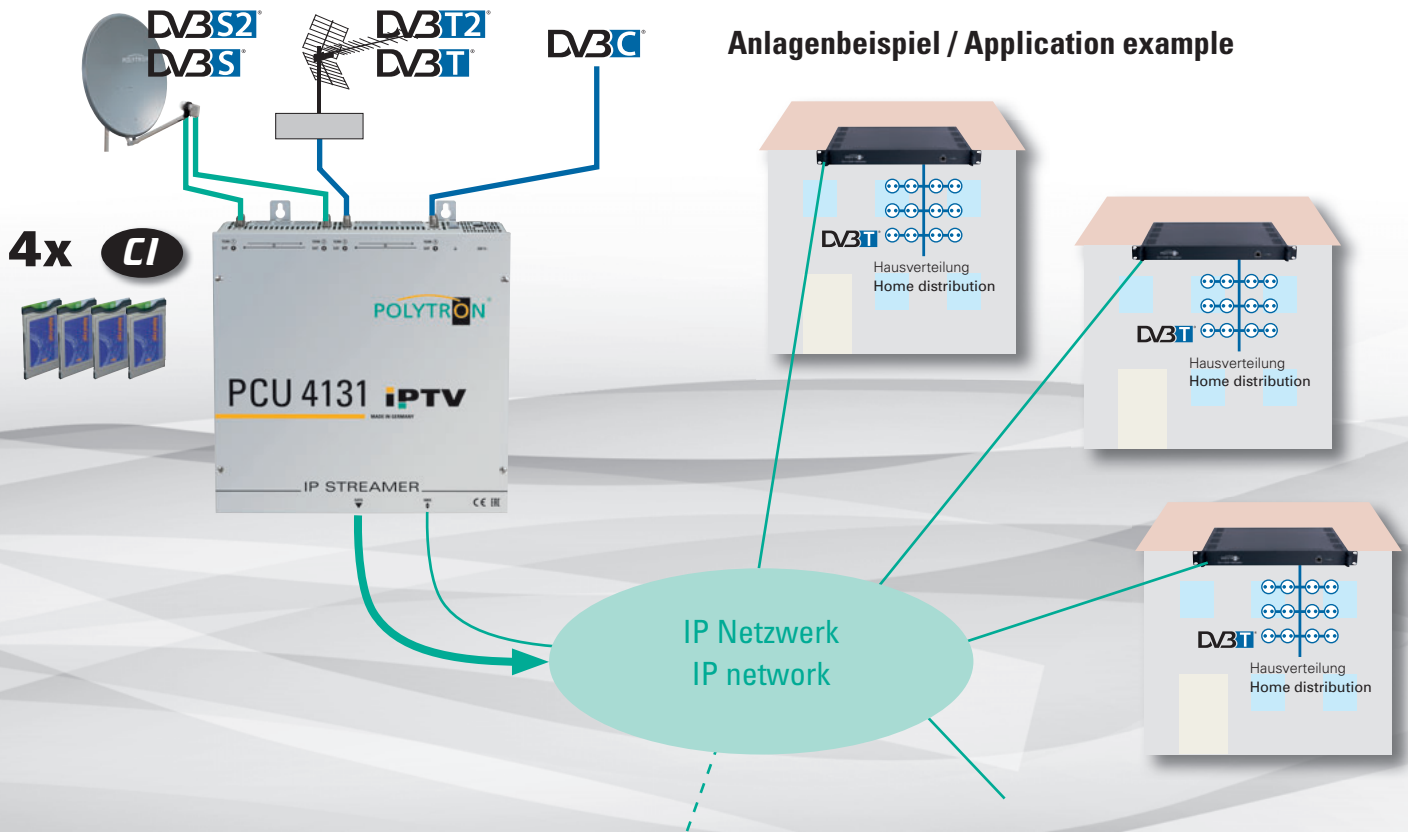 DVB S2
DVB S
DVB T2
DVB T
DVB C
Anlagenbeispiel / Application example
4x CI
POLYTRON
PCU 4131 iPTV
MADE IN GERMANY
IP STREAMER
CE EAC
DVB T
Hausverteilung
Home distribution
DVB T
Hausverteilung
Home distribution
DVB T
Hausverteilung
Home distribution
IP Netzwerk
IP network